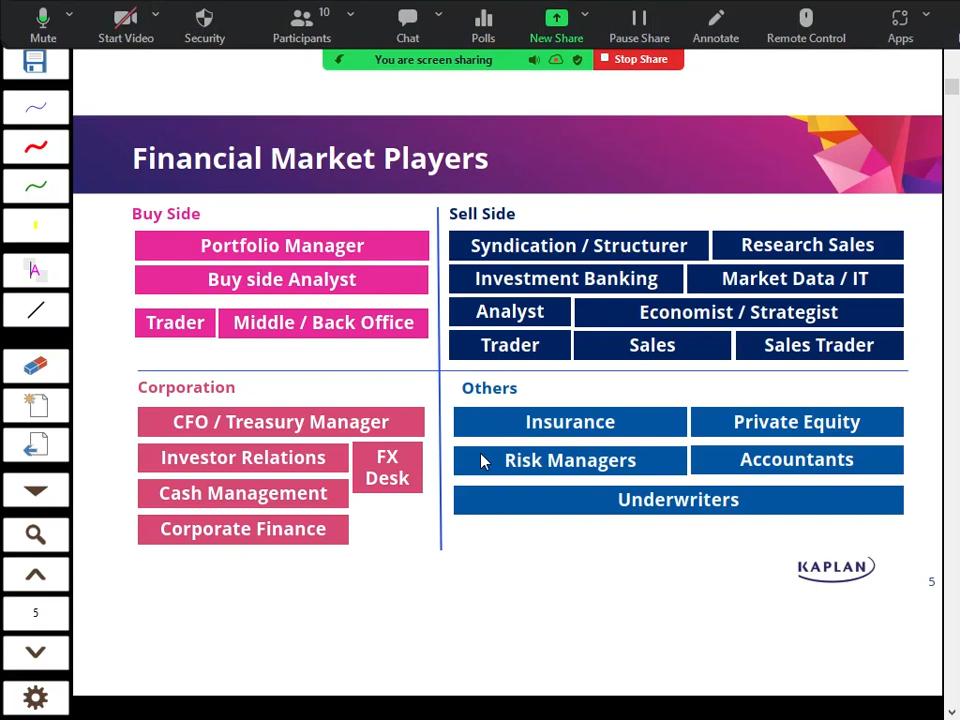 10
Mute
Start Video
Security
Participants
Chat
Polls
New Share
Pause Share
Annotate
Remote Control
Apps
You are screen sharing
Stop Share
Financial Market Players
Buy Side
Portfolio Manager
Buy side Analyst
Trader
Middle / Back Office
Sell Side
Syndication / Structurer
Research Sales
Investment Banking
Market Data / IT
Analyst
Economist / Strategist
Trader
Sales
Sales Trader
Corporation
CFO / Treasury Manager
Investor Relations
FX
Desk
Cash Management
Corporate Finance
Others
Insurance
Private Equity
Risk Managers
Accountants
Underwriters
KAPLAN
5
A
5